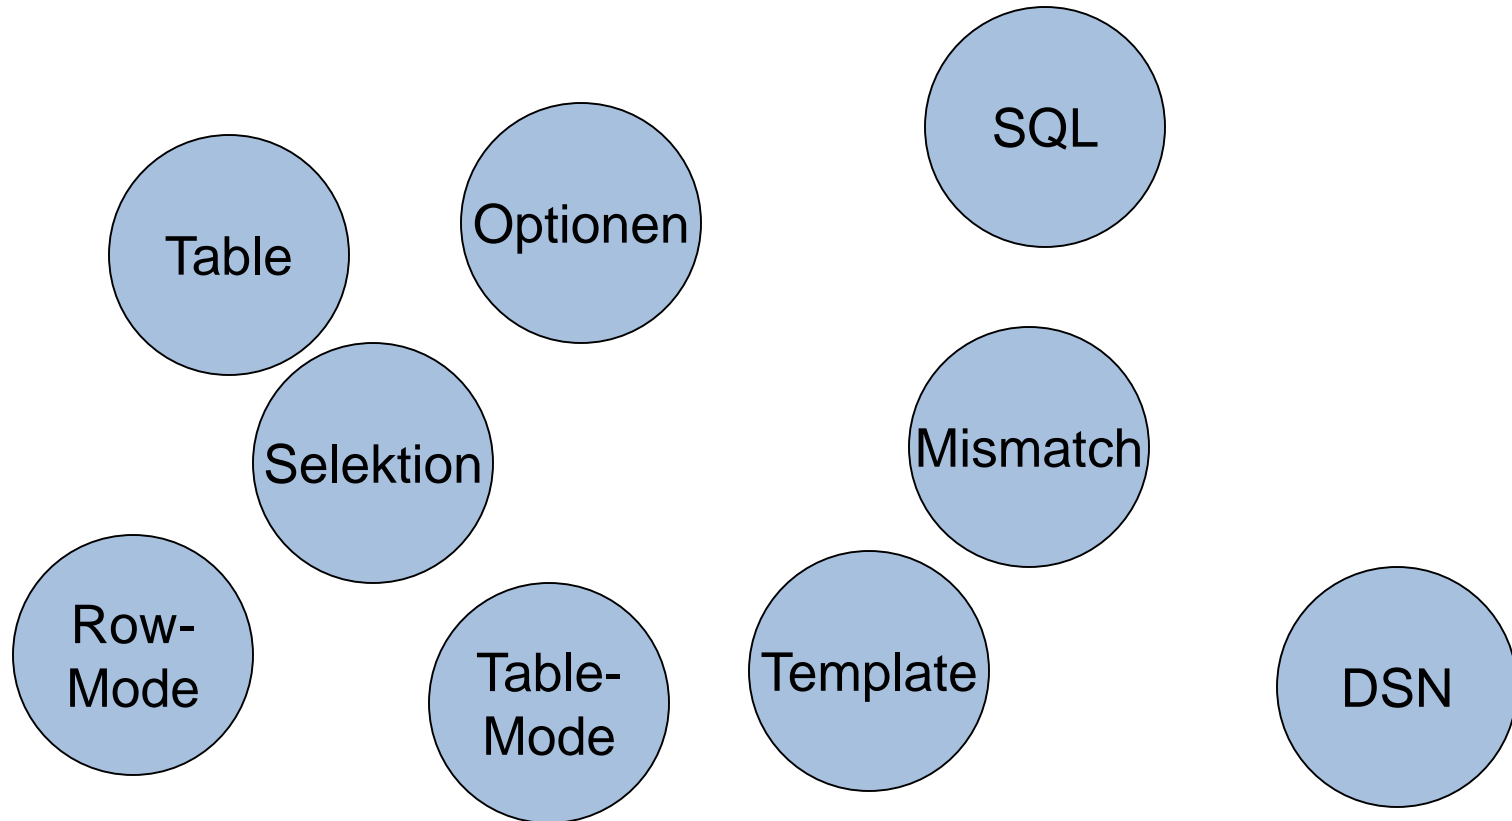 SQL
Optionen
Table
Mismatch
Selektion
Row-
Mode
Table-
Mode
Template
DSN